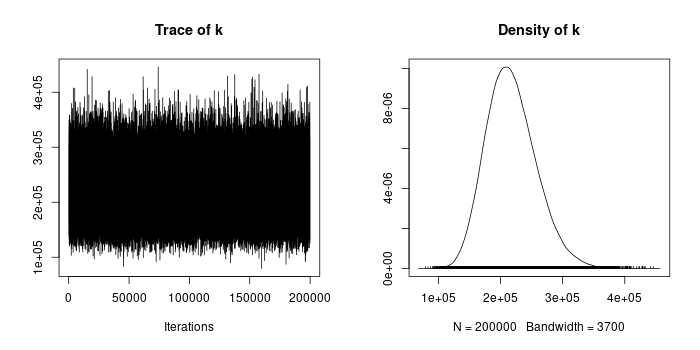 Trace of k
Density of k
4e+05
3e+05
2e+05
1e+05
0
50000
100000
150000
200000
Iterations
8e-06
4e-06
0e+00
1e+05
2e+05
3e+05
4e+05
N = 200000 Bandwidth = 3700